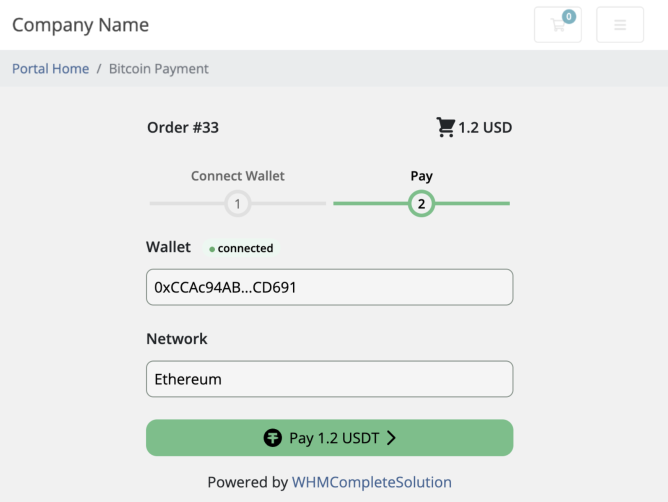 Company Name
0
Portal Home / Bitcoin Payment
Order #33 1.2 USD
Connect Wallet Pay
1 2
Wallet connected
0xCCAc94AB...CD691
Network
Ethereum
Pay 1.2 USDT
Powered by WHMCompleteSolution